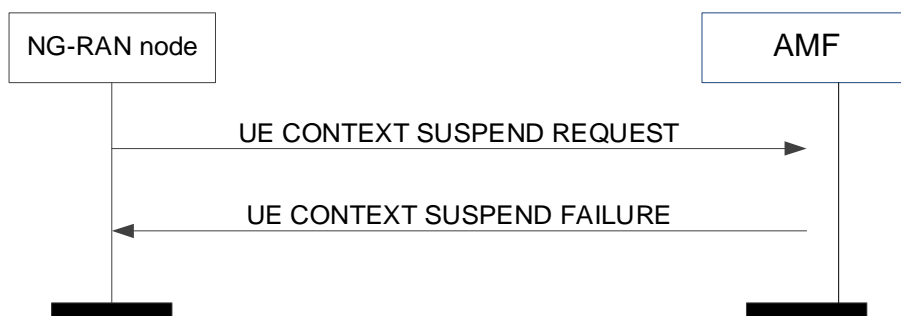 NG-RAN node
AMF
UE CONTEXT SUSPEND REQUEST
UE CONTEXT SUSPEND FAILURE